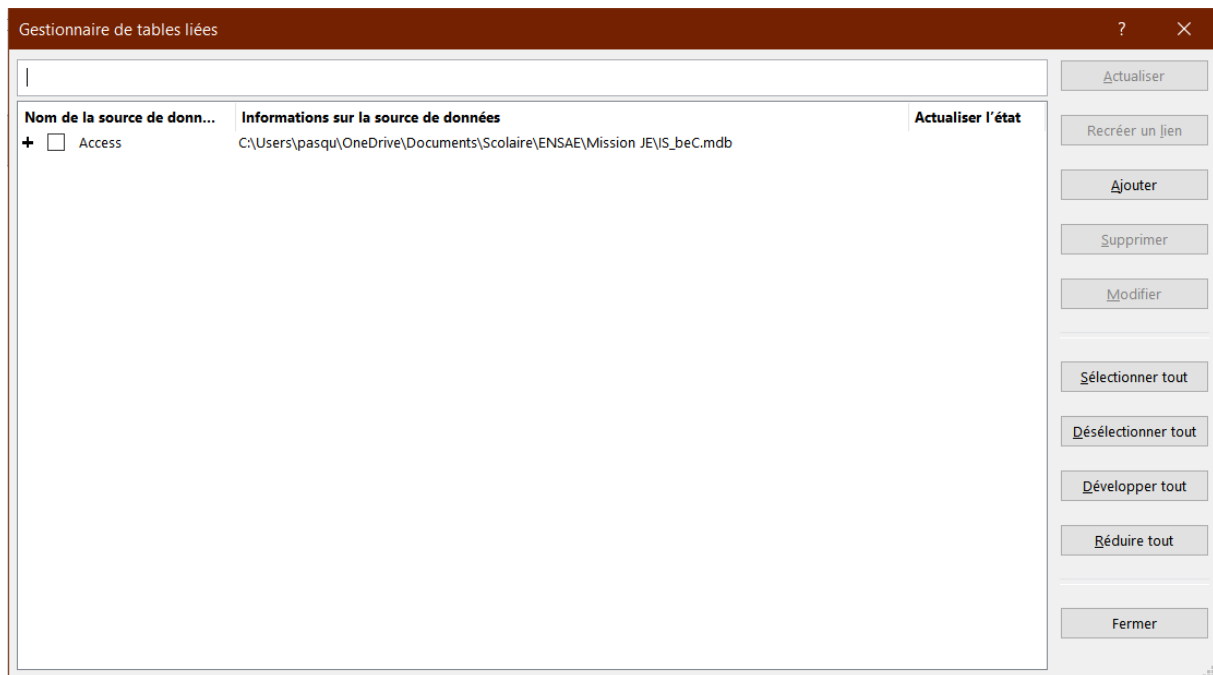 Gestionnaire de tables liées ?
Actualiser
Nom de la source de donn... Informations sur la source de données Actualiser l'état
Access C:\Users\pasqu\OneDrive\Documents\Scolaire\ENSAE\Mission JE\IS_beC.mdb
Recréer un lien
Ajouter
Supprimer
Modifier
Sélectionner tout
Désélectionner tout
Développer tout
Réduire tout
Fermer